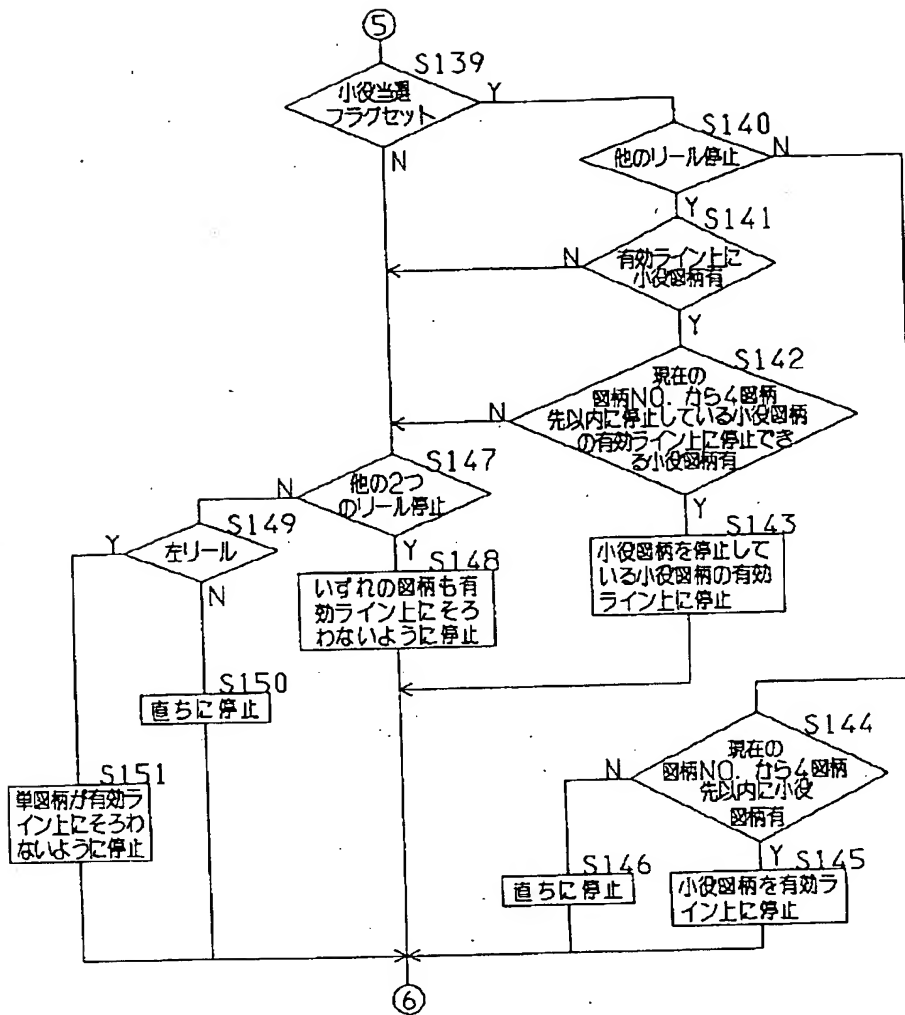 ⑤
S139
小役当選
フラグセット
Y
N
S140
他のリール停止
N
Y
S141
有効ライン上に
小役図柄有
N
Y
S142
現在の
図柄NO.から4図柄
先以内に停止している小役図柄
の有効ライン上に停止でき
る小役図柄有
N
Y
S143
小役図柄を停止して
いる小役図柄の有効
ライン上に停止
S147
他の2つ
のリール停止
N
Y
S148
いずれの図柄も有
効ライン上にそろ
わないように停止
S149
左リール
Y
N
S150
直ちに停止
S151
単図柄が有効ラ
イン上にそろわ
ないように停止
S144
現在の
図柄NO.から4図柄
先以内に小役
図柄有
N
Y
S146
直ちに停止
S145
小役図柄を有効ラ
イン上に停止
⑥